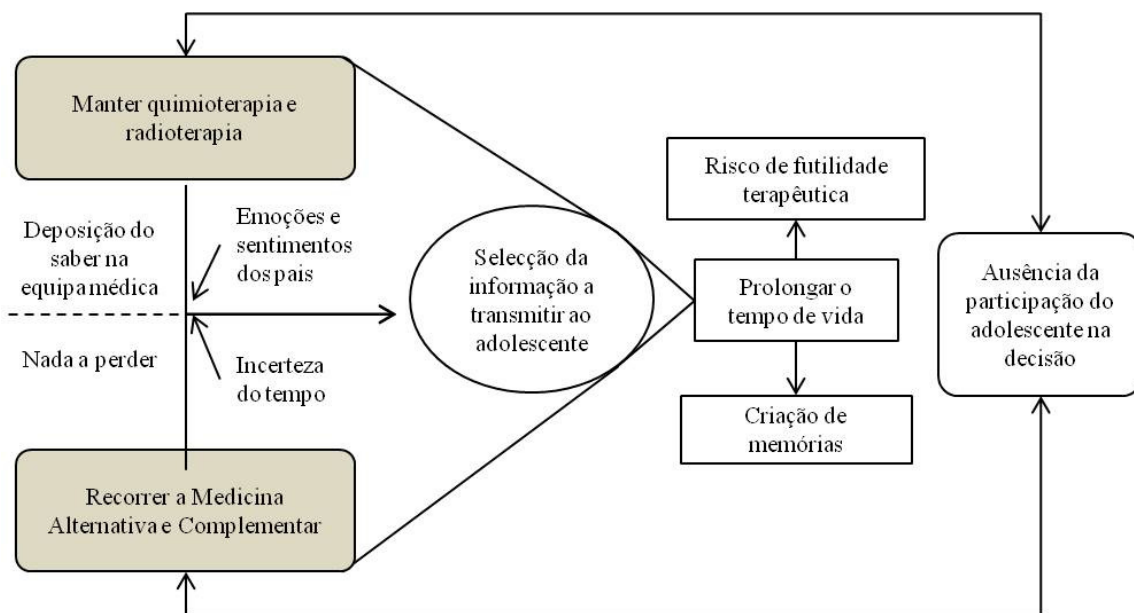 Manter quimioterapia e
radioterapia
Deposição do
saber na
equipa médica
Emoções e
sentimentos
dos pais
Nada a perder
Incerteza
do tempo
Recorrer a Medicina
Alternativa e Complementar
Selecção da
informação a
transmitir ao
adolescente
Risco de futilidade
terapêutica
Prolongar o
tempo de vida
Criação de
memórias
Ausência da
participação do
adolescente na
decisão